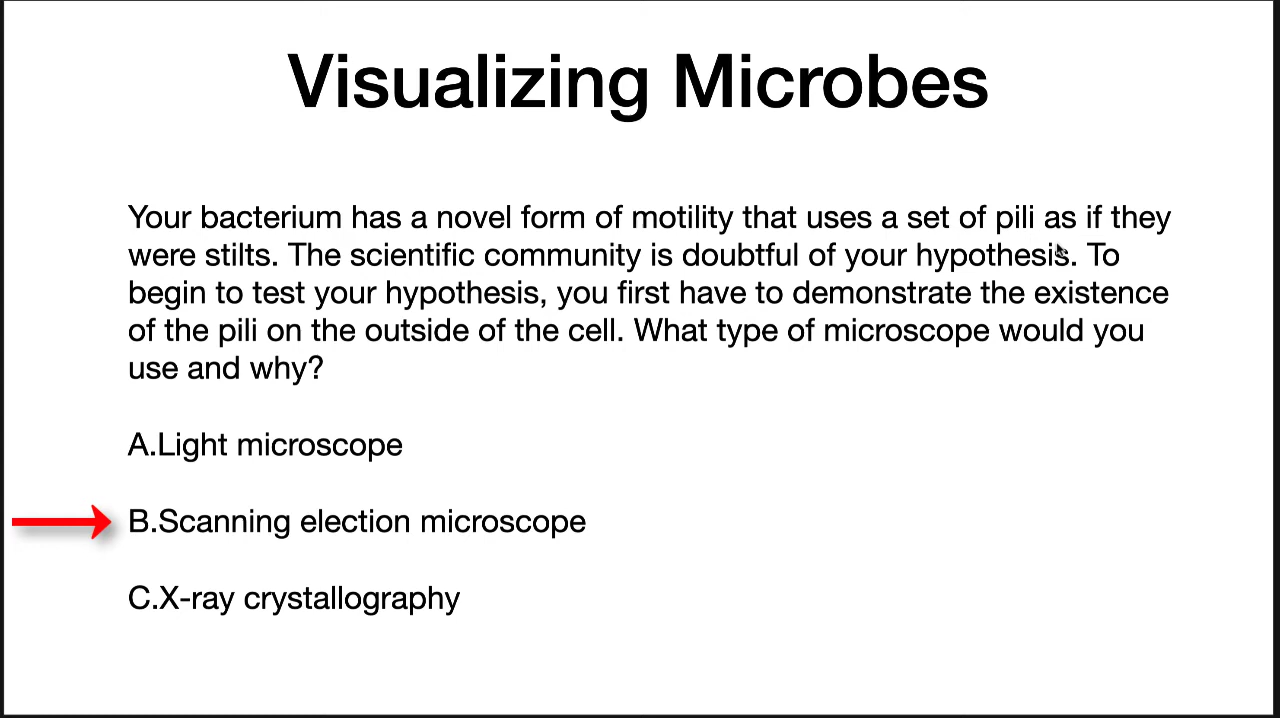 Visualizing Microbes
Your bacterium has a novel form of motility that uses a set of pili as if they
were stilts. The scientific community is doubtful of your hypothesis. To
begin to test your hypothesis, you first have to demonstrate the existence
of the pili on the outside of the cell. What type of microscope would you
use and why?
A.Light microscope
B.Scanning election microscope
C.X-ray crystallography